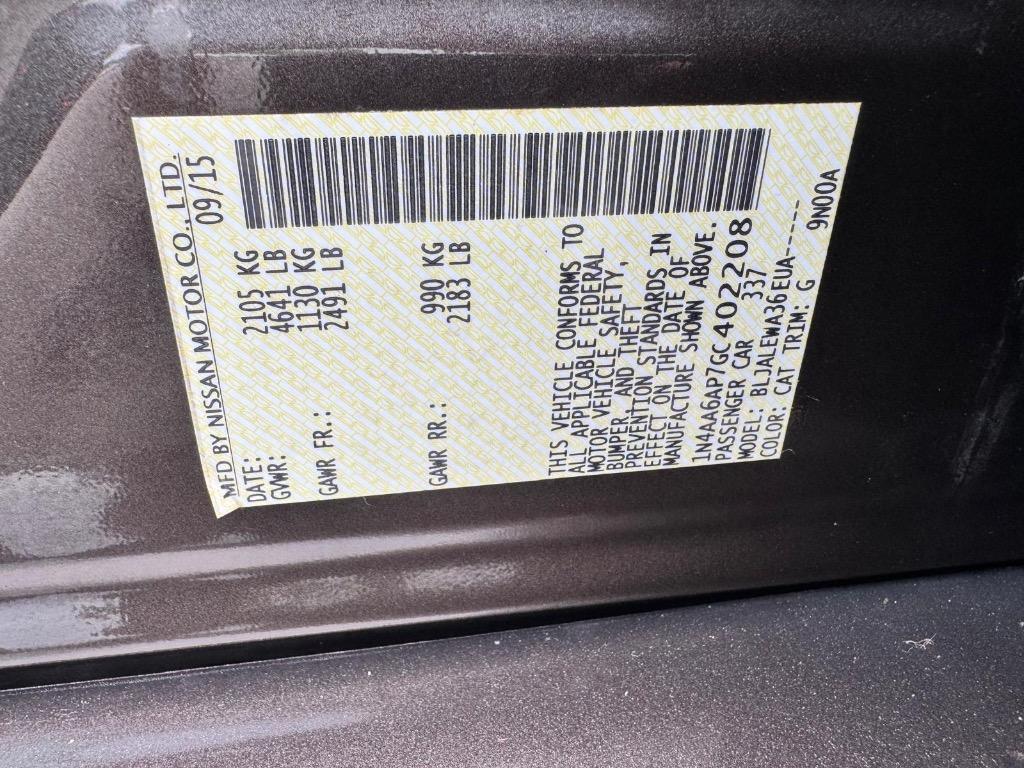 MFD BY NISSAN MOTOR CO., LTD.
DATE: 09/15
GVWR: 2105 KG
4641 LB
GAWR FR.: 1130 KG
2491 LB
GAWR RR.: 990 KG
2183 LB
THIS VEHICLE CONFORMS TO
ALL APPLICABLE FEDERAL
MOTOR VEHICLE SAFETY,
BUMPER AND THEFT
PREVENTION STANDARDS IN
EFFECT ON THE DATE OF
MANUFACTURE SHOWN ABOVE.
1N4AA6AP7GC402208
PASSENGER CAR 337
MODEL: BLJALEWA36EUA-----
COLOR: CAT TRIM: G 9N00A